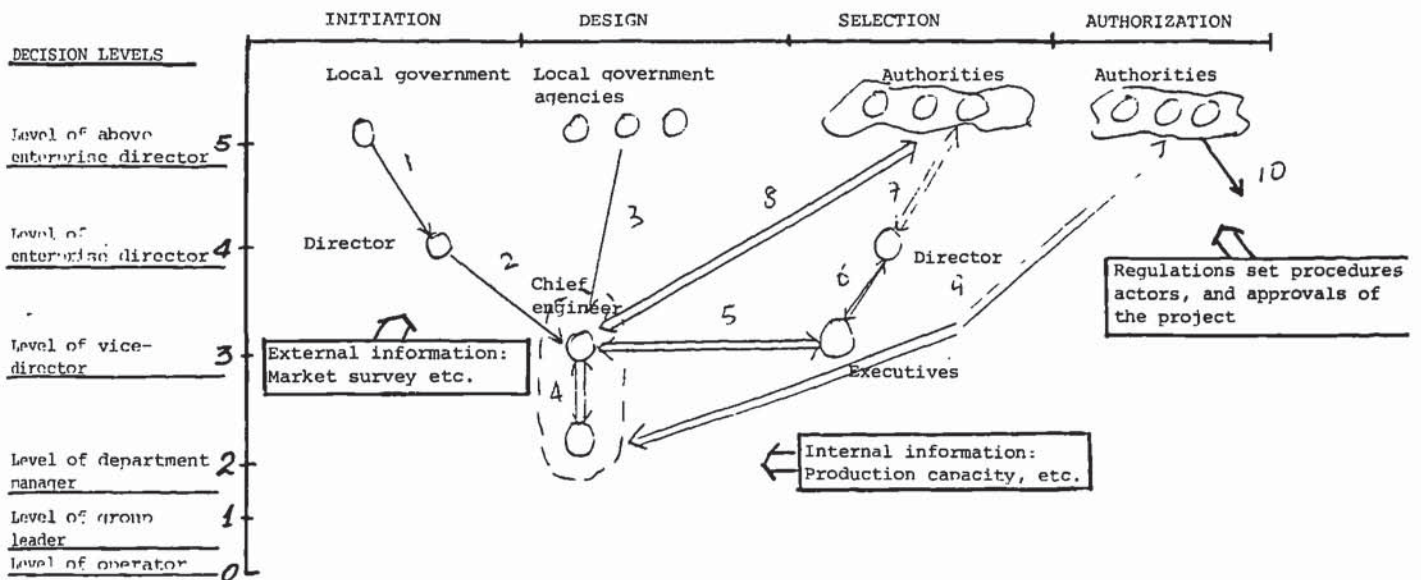 INITIATION
DESIGN
SELECTION
AUTHORIZATION
DECISION LEVELS
Local government
Local government
agencies
Authorities
Authorities
Level of above
enterprise director
5
1
3
8
7
10
Level of
enterprise director
4
Director
2
Chief
engineer
6
Director
9
Regulations set procedures
actors, and approvals of
the project
Level of vice-
director
3
External information:
Market survey etc.
5
4
Executives
Level of department
manager
2
Internal information:
Production canacity, etc.
Level of group
leader
1
Level of operator
0